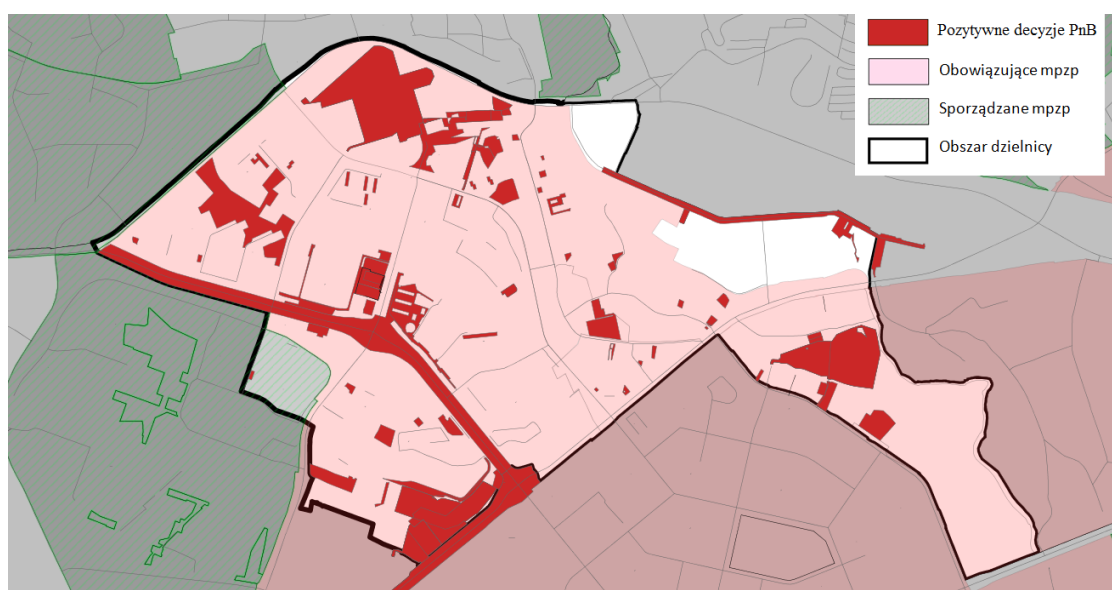 Pozytywne decyzje PnB
Obowiązujące mpzp
Sporządzane mpzp
Obszar dzielnicy